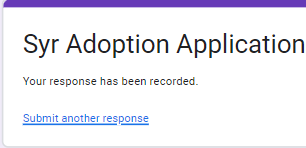 Syr Adoption Application
Your response has been recorded.
Submit another response